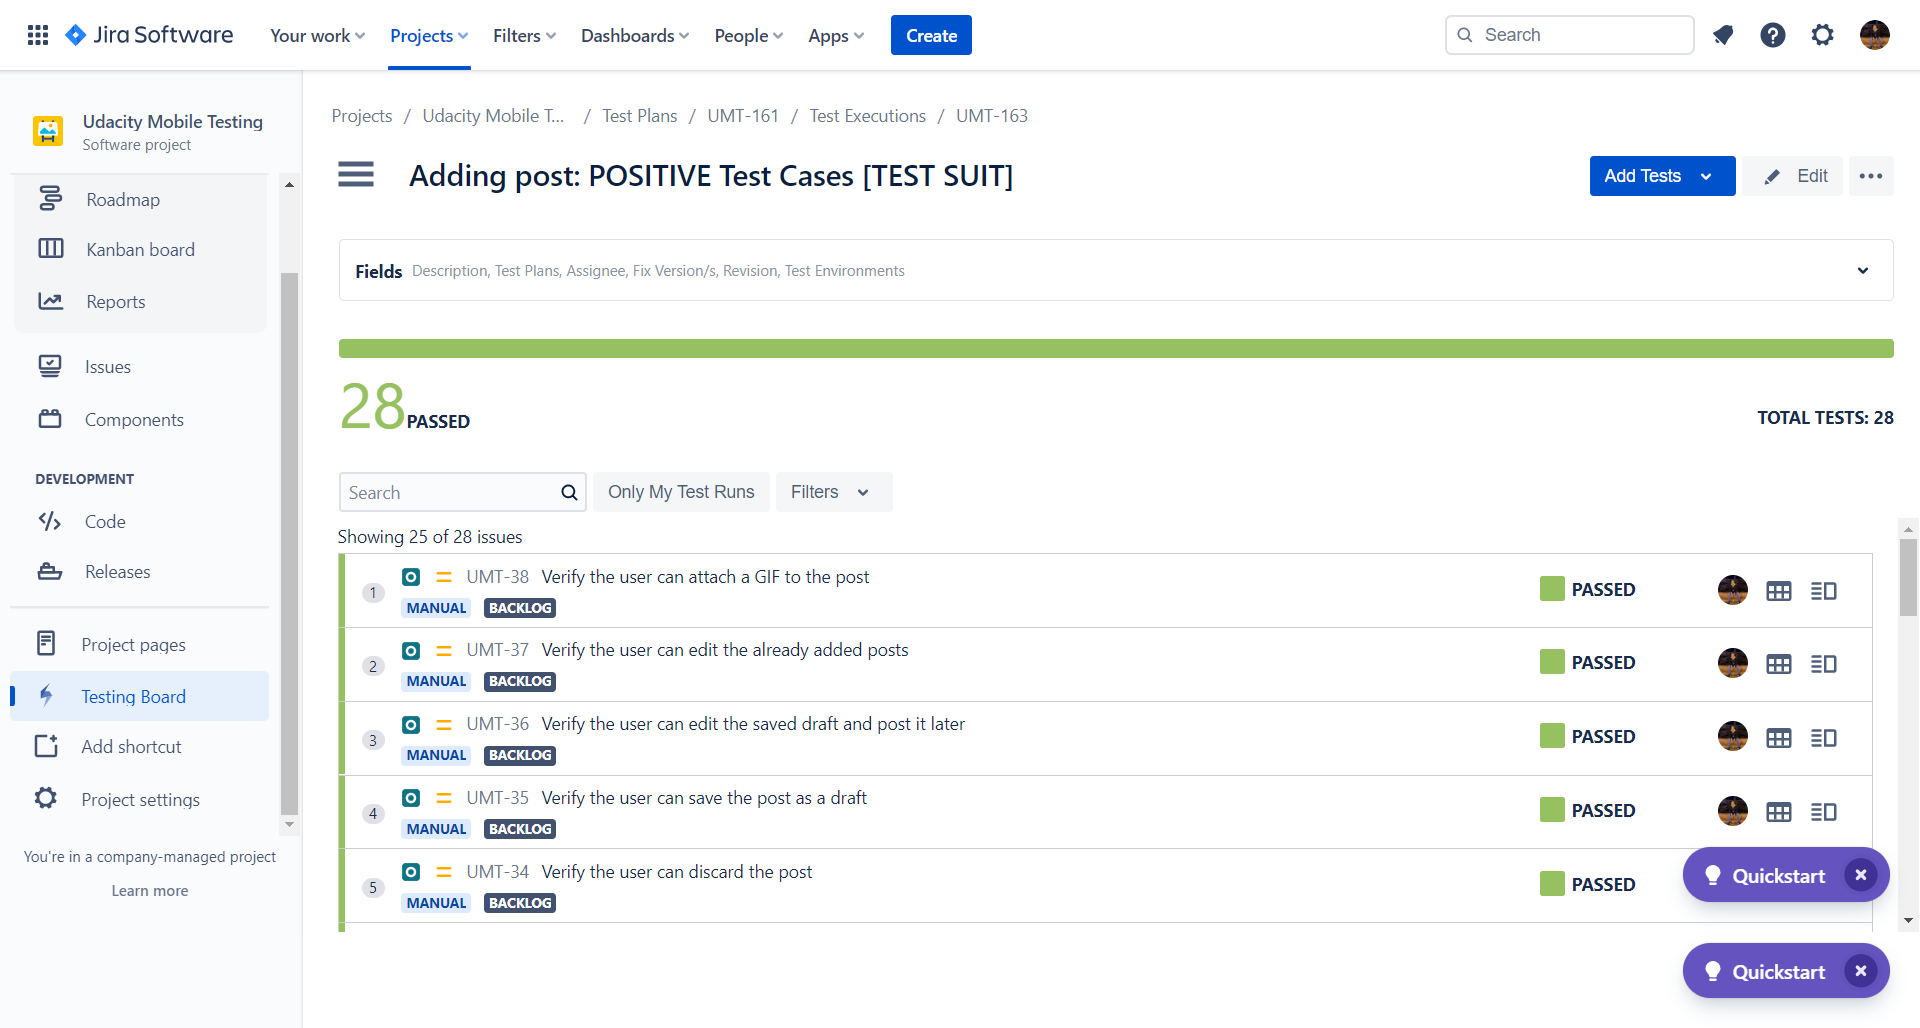 Jira Software Your work Projects Filters Dashboards People Apps Create Search
Udacity Mobile Testing
Software project
Roadmap
Kanban board
Reports
Issues
Components
DEVELOPMENT
Code
Releases
Project pages
Testing Board
Add shortcut
Project settings
You're in a company-managed project
Learn more
Projects / Udacity Mobile T... / Test Plans / UMT-161 / Test Executions / UMT-163
Adding post: POSITIVE Test Cases [TEST SUIT]
Add Tests Edit
Fields Description, Test Plans, Assignee, Fix Version/s, Revision, Test Environments
28 PASSED
TOTAL TESTS: 28
Search Only My Test Runs Filters
Showing 25 of 28 issues
1 UMT-38 Verify the user can attach a GIF to the post PASSED
MANUAL BACKLOG
2 UMT-37 Verify the user can edit the already added posts PASSED
MANUAL BACKLOG
3 UMT-36 Verify the user can edit the saved draft and post it later PASSED
MANUAL BACKLOG
4 UMT-35 Verify the user can save the post as a draft PASSED
MANUAL BACKLOG
5 UMT-34 Verify the user can discard the post PASSED
MANUAL BACKLOG
Quickstart
Quickstart